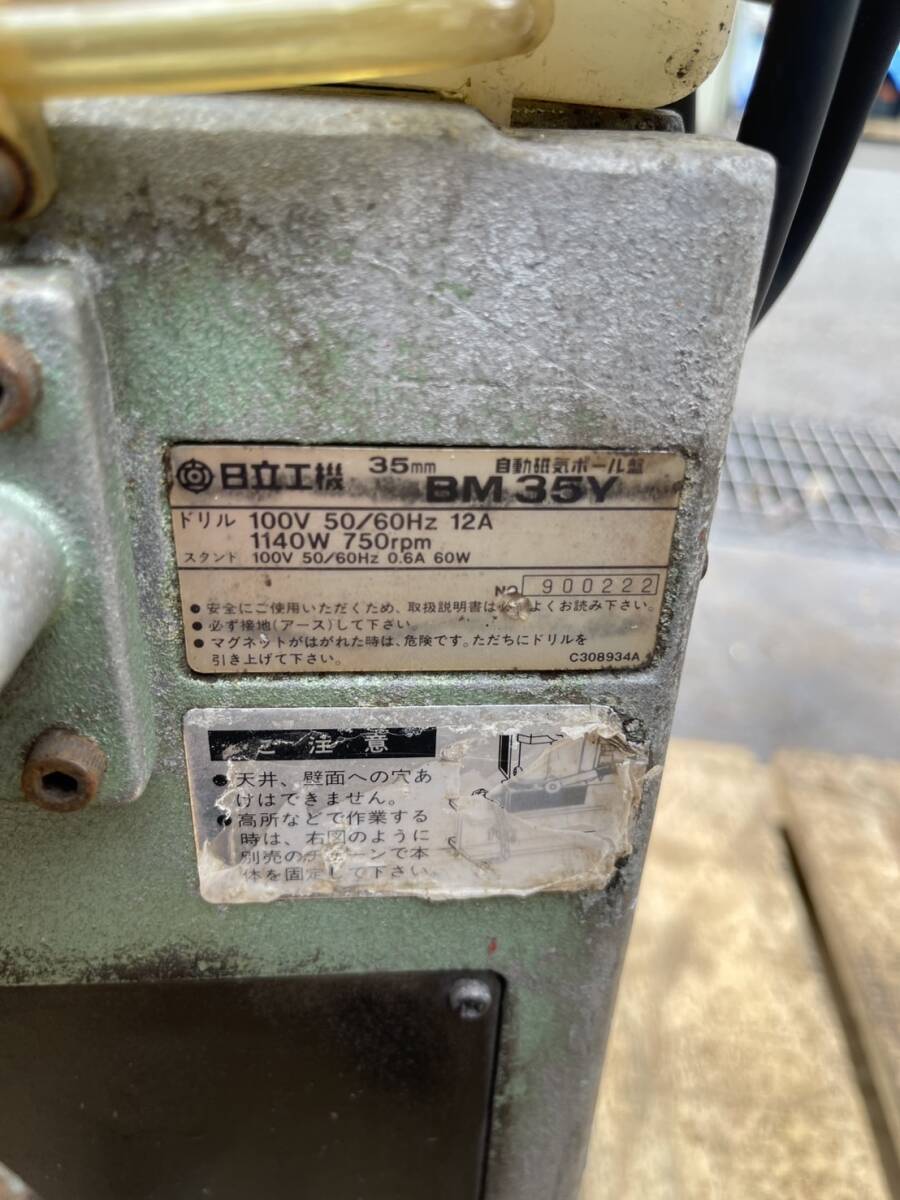 日立工機 35mm 自動磁気ボール盤
BM 35Y
ドリル 100V 50/60Hz 12A
1140W 750rpm
スタンド 100V 50/60Hz 0.6A 60W
NO. 900222
● 安全にご使用いただくため、取扱説明書は必ずよくお読み下さい。
● 必ず接地(アース)して下さい。
● マグネットがはがれた時は、危険です。ただちにドリルを
引き上げて下さい。 C308934A
ご注意
● 天井、壁面への穴あ
けはできません。
● 高所などで作業する
時は、右図のように
別売のチェーンで本
体を固定して下さい。